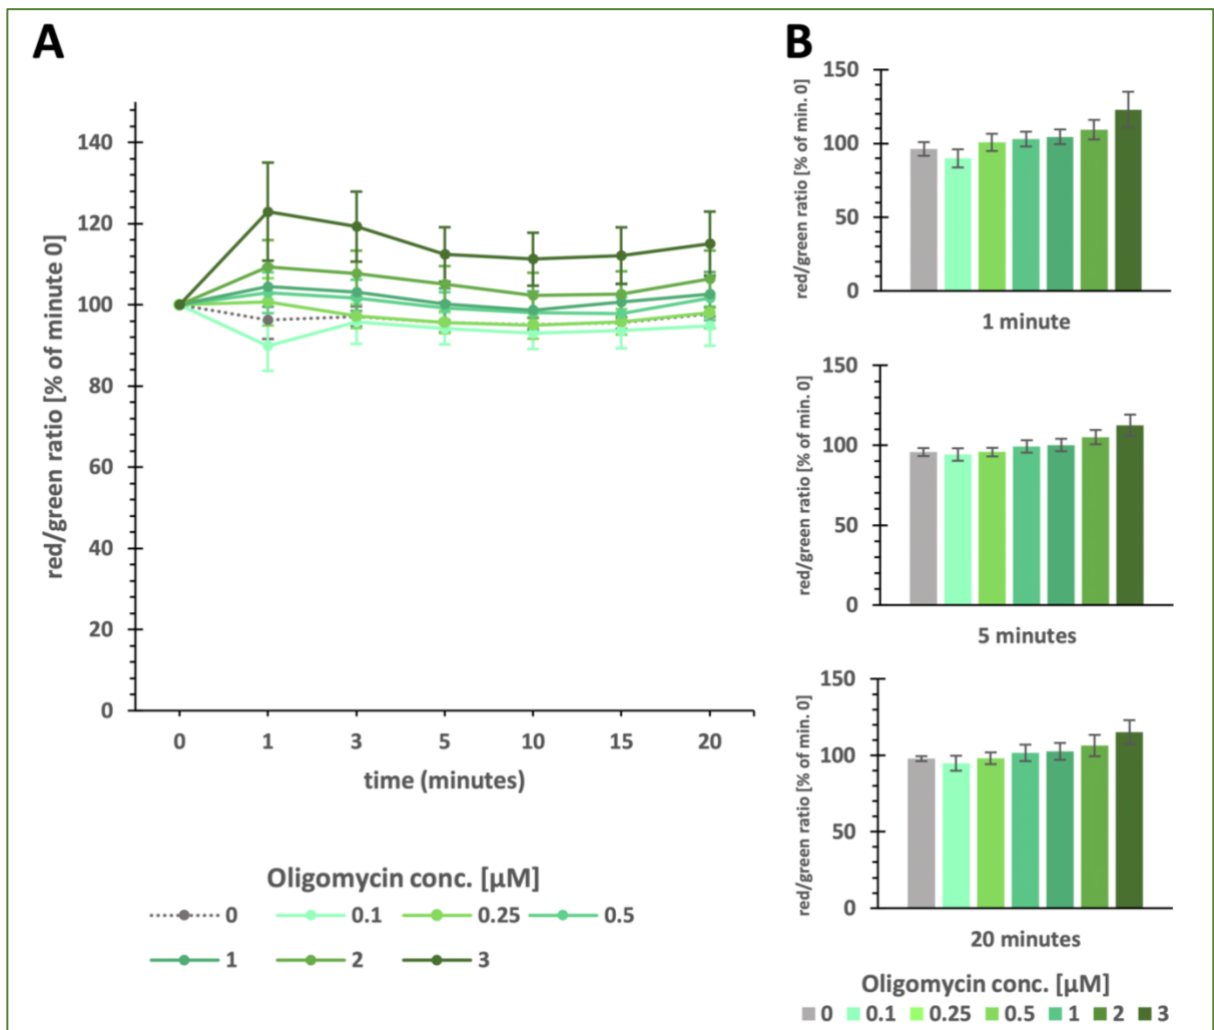 A
red/green ratio [% of minute 0]
140
120
100
80
60
40
20
0
0 1 3 5 10 15 20
time (minutes)
Oligomycin conc. [µM]
0 0.1 0.25 0.5
1 2 3
B
red/green ratio [% of min. 0]
150
100
50
0
1 minute
red/green ratio [% of min. 0]
150
100
50
0
5 minutes
red/green ratio [% of min. 0]
150
100
50
0
20 minutes
Oligomycin conc. [µM]
0 0.1 0.25 0.5 1 2 3